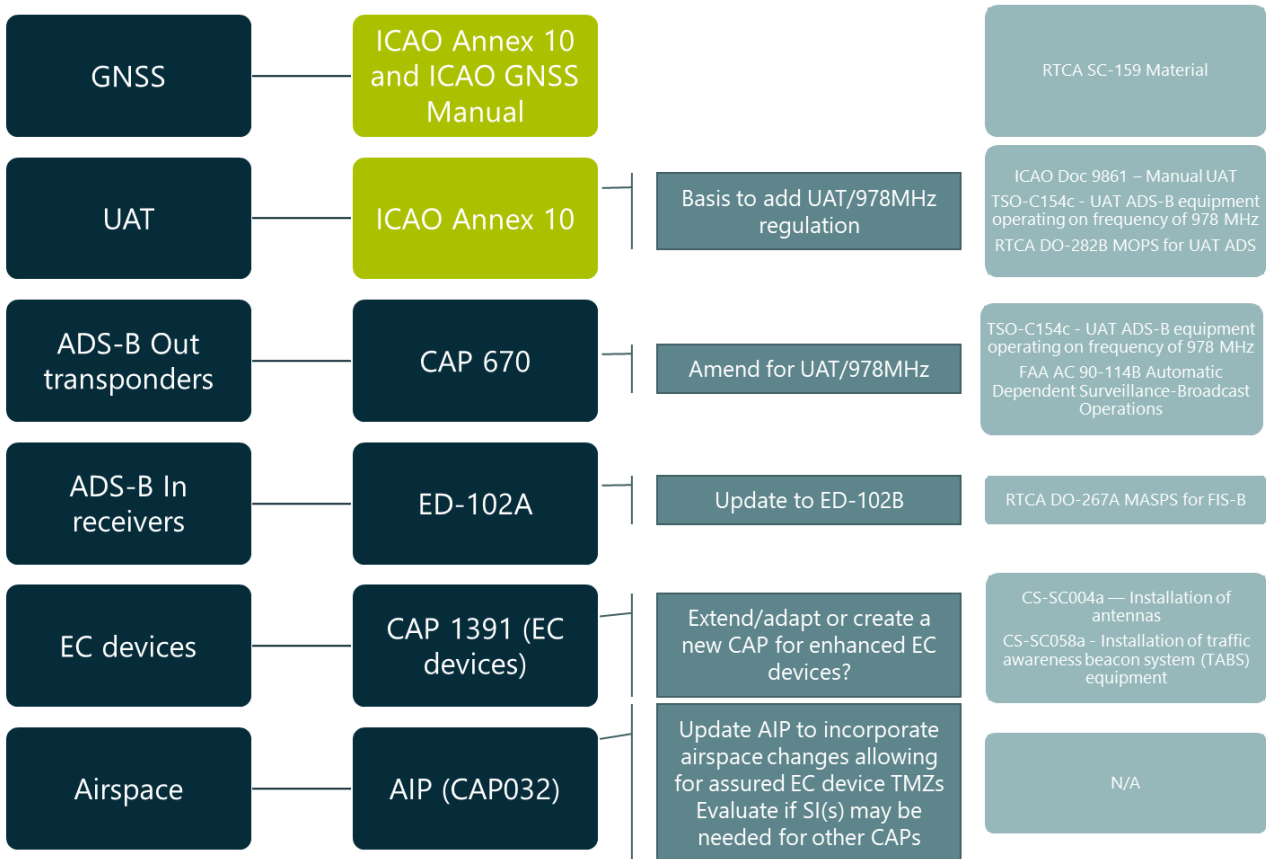 GNSS
ICAO Annex 10
and ICAO GNSS
Manual
RTCA SC-159 Material
UAT
ICAO Annex 10
Basis to add UAT/978MHz
regulation
ICAO Doc 9861 – Manual UAT
TSO-C154c - UAT ADS-B equipment
operating on frequency of 978 MHz
RTCA DO-282B MOPS for UAT ADS
ADS-B Out
transponders
CAP 670
Amend for UAT/978MHz
TSO-C154c - UAT ADS-B equipment
operating on frequency of 978 MHz
FAA AC 90-114B Automatic
Dependent Surveillance-Broadcast
Operations
ADS-B In
receivers
ED-102A
Update to ED-102B
RTCA DO-267A MASPS for FIS-B
EC devices
CAP 1391 (EC
devices)
Extend/adapt or create a
new CAP for enhanced EC
devices?
CS-SC004a — Installation of
antennas
CS-SC058a - Installation of traffic
awareness beacon system (TABS)
equipment
Airspace
AIP (CAP032)
Update AIP to incorporate
airspace changes allowing
for assured EC device TMZs
Evaluate if SI(s) may be
needed for other CAPs
N/A